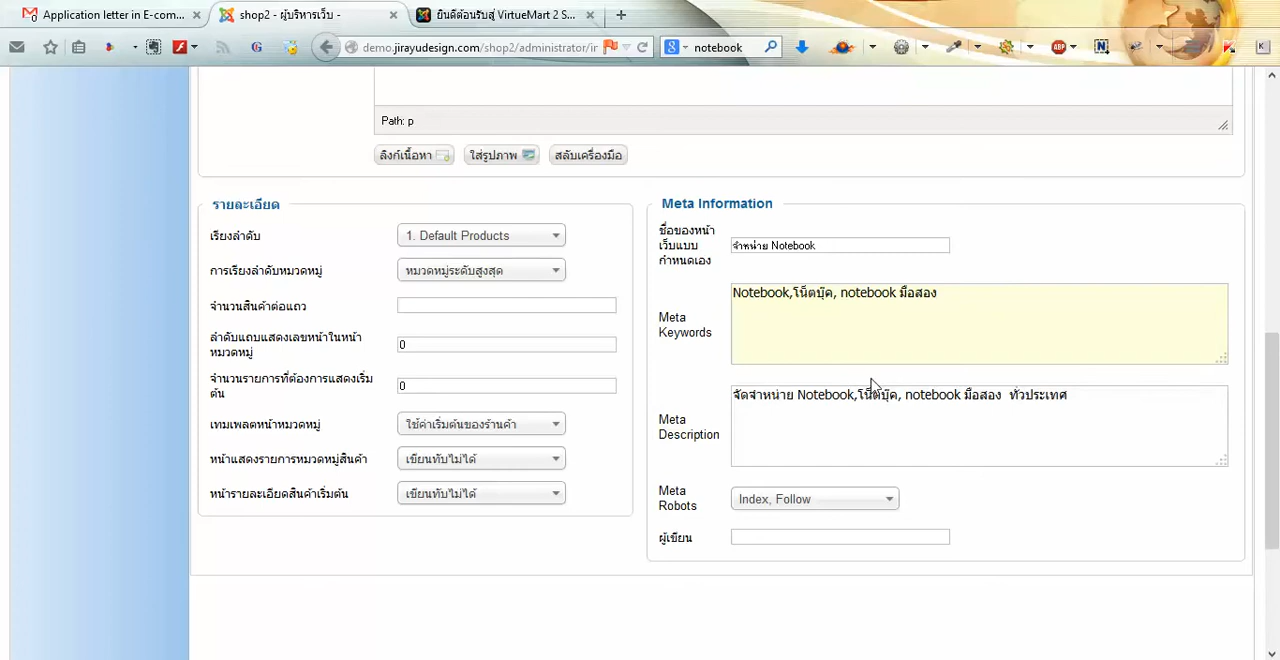 Application letter in E-com...
shop2 - ผู้บริหารเว็บ -
ยินดีต้อนรับสู่ VirtueMart 2 S...
demo.jirayudesign.com/shop2/administrator/ir
notebook
Path: p
ลิงก์เนื้อหา
ใส่รูปภาพ
สลับเครื่องมือ
รายละเอียด
เรียงลำดับ
1. Default Products
การเรียงลำดับหมวดหมู่
หมวดหมู่ระดับสูงสุด
จำนวนสินค้าต่อแถว
ลำดับแถบแสดงเลขหน้าในหน้า
หมวดหมู่
0
จำนวนรายการที่ต้องการแสดงเริ่ม
ต้น
0
เทมเพลตหน้าหมวดหมู่
ใช้ค่าเริ่มต้นของร้านค้า
หน้าแสดงรายการหมวดหมู่สินค้า
เขียนทับไม่ได้
หน้ารายละเอียดสินค้าเริ่มต้น
เขียนทับไม่ได้
Meta Information
ชื่อของหน้า
เว็บแบบ
กำหนดเอง
จำหน่าย Notebook
Meta
Keywords
Notebook,โน็ตบุ๊ค, notebook มือสอง
Meta
Description
จัดจำหน่าย Notebook,โน็ตบุ๊ค, notebook มือสอง ทั่วประเทศ
Meta
Robots
Index, Follow
ผู้เขียน